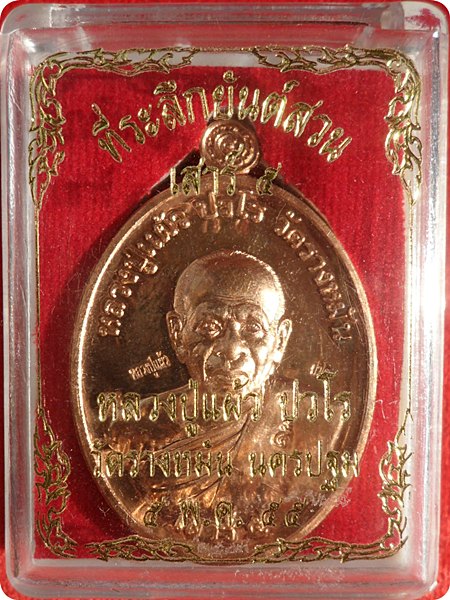 ที่ระลึกยันต์สวน
เสาร์ ๕
หลวงปู่แผ้ว ปวโร วัดรางหมัน
หลวงปู่แผ้ว ปวโร
วัดรางหมัน นครปฐม
๕ พ.ค. ๕๕